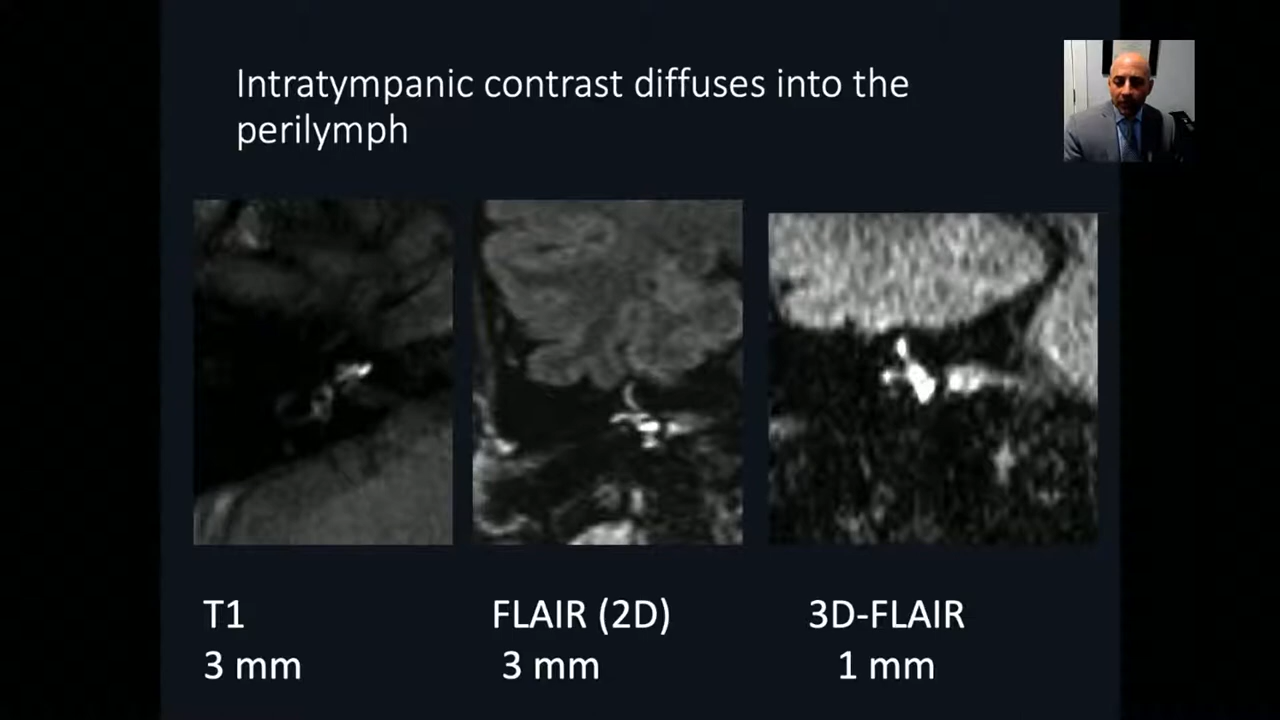 Intratympanic contrast diffuses into the
perilymph
T1
3 mm
FLAIR (2D)
3 mm
3D-FLAIR
1 mm